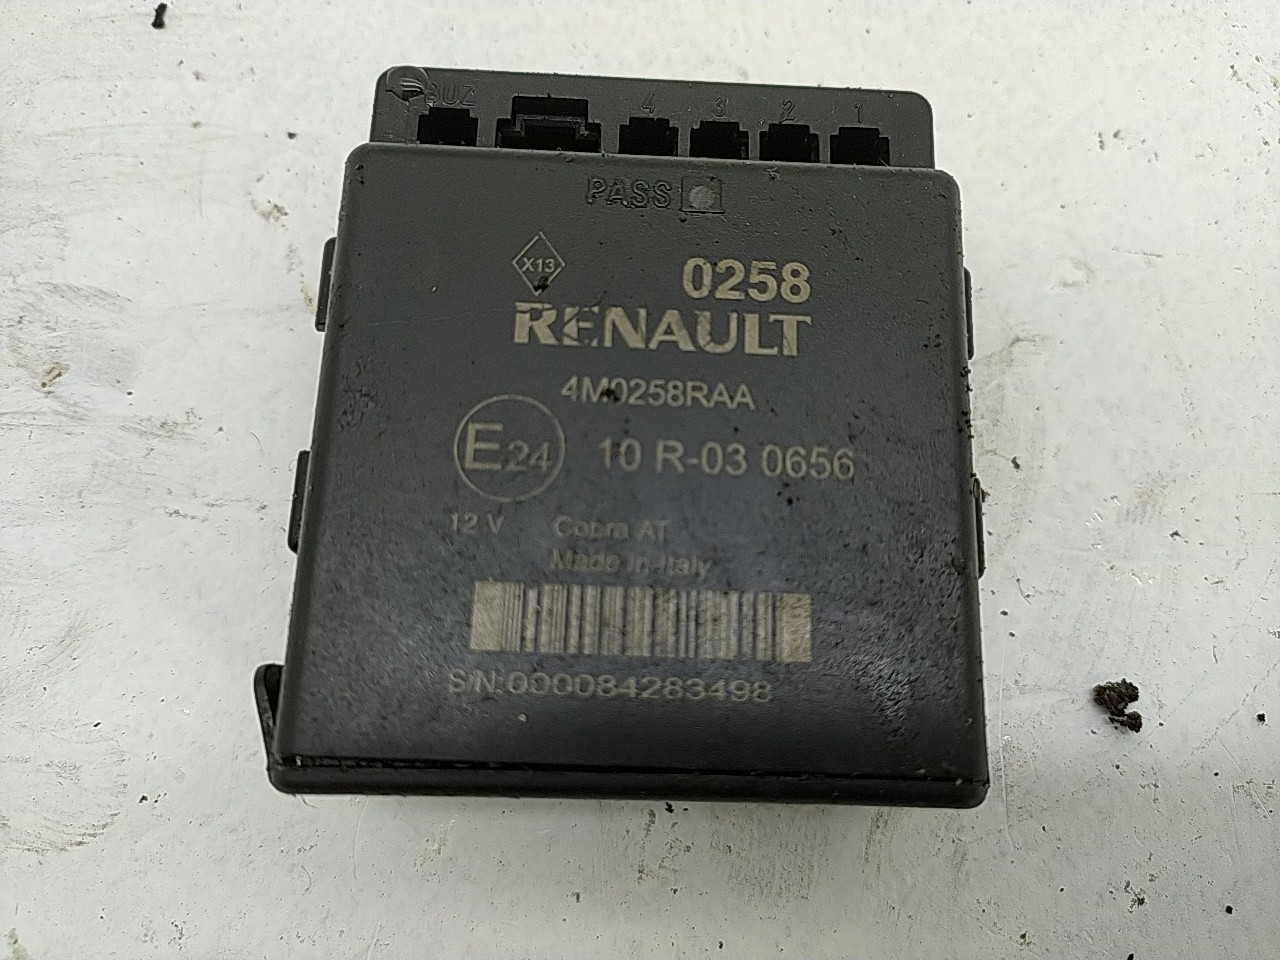 BUZ 4 3 2 1
PASS
X13
0258
RENAULT
4M0258RAA
E24 10 R-03 0656
12 V Cobra AT
Made in Italy
S/N:000084283498